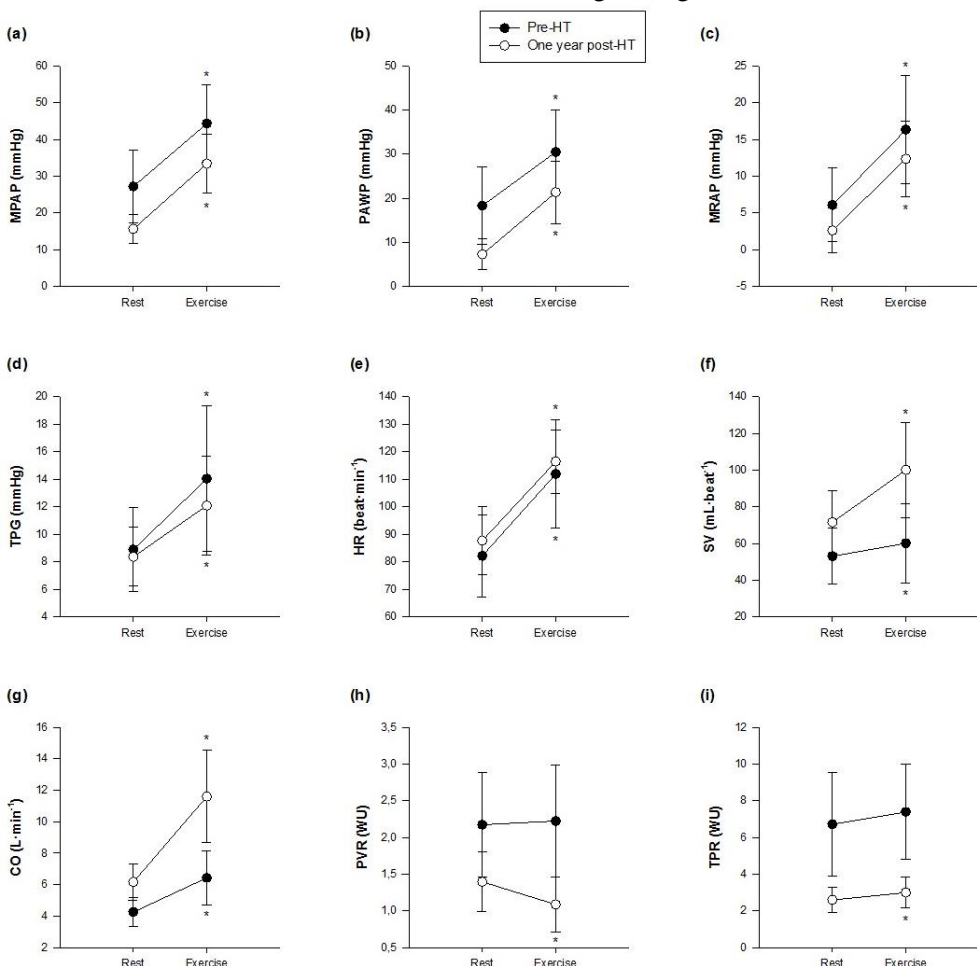 Pre-HT
One year post-HT
(a)
MPAP (mmHg)
60
50
40
30
20
10
0
*
*
Rest Exercise
(b)
PAWP (mmHg)
50
40
30
20
10
0
*
*
Rest Exercise
(c)
MRAP (mmHg)
25
20
15
10
5
0
-5
*
*
Rest Exercise
(d)
TPG (mmHg)
20
18
16
14
12
10
8
6
4
*
*
Rest Exercise
(e)
HR (beat·min⁻¹)
140
130
120
110
100
90
80
70
60
*
*
Rest Exercise
(f)
SV (mL·beat⁻¹)
140
120
100
80
60
40
20
*
*
Rest Exercise
(g)
CO (L·min⁻¹)
16
14
12
10
8
6
4
2
*
*
Rest Exercise
(h)
PVR (WU)
3,5
3,0
2,5
2,0
1,5
1,0
0,5
*
Rest Exercise
(i)
TPR (WU)
12
10
8
6
4
2
0
*
Rest Exercise